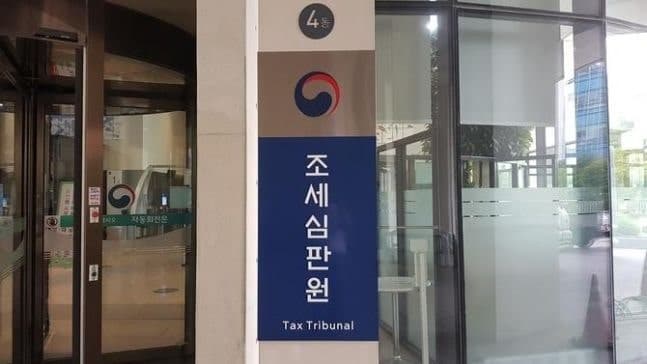 4동
조세심판원
Tax Tribunal
자동회전문